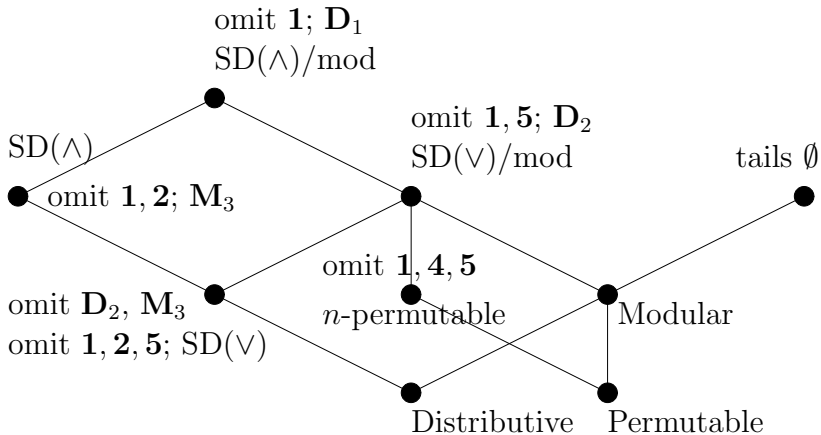 omit 1; D₁
SD(∧)/mod
omit 1, 5; D₂
SD(∨)/mod
tails ∅
SD(∧)
omit 1, 2; M₃
omit 1, 4, 5
n-permutable
Modular
omit D₂, M₃
omit 1, 2, 5; SD(∨)
Distributive
Permutable